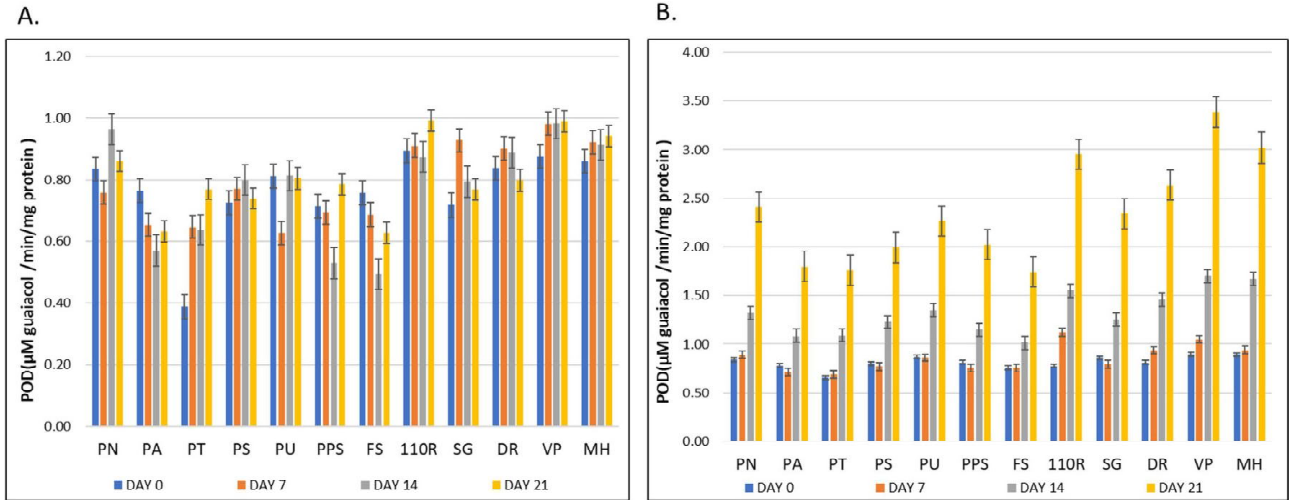 A.
B.
POD(µM guaiacol /min/mg protein )
1.20
1.00
0.80
0.60
0.40
0.20
0.00
PN PA PT PS PU PPS FS 110R SG DR VP MH
DAY 0 DAY 7 DAY 14 DAY 21
POD(µM guaiacol /min/mg protein )
4.00
3.50
3.00
2.50
2.00
1.50
1.00
0.50
0.00
PN PA PT PS PU PPS FS 110R SG DR VP MH
DAY 0 DAY 7 DAY 14 DAY 21